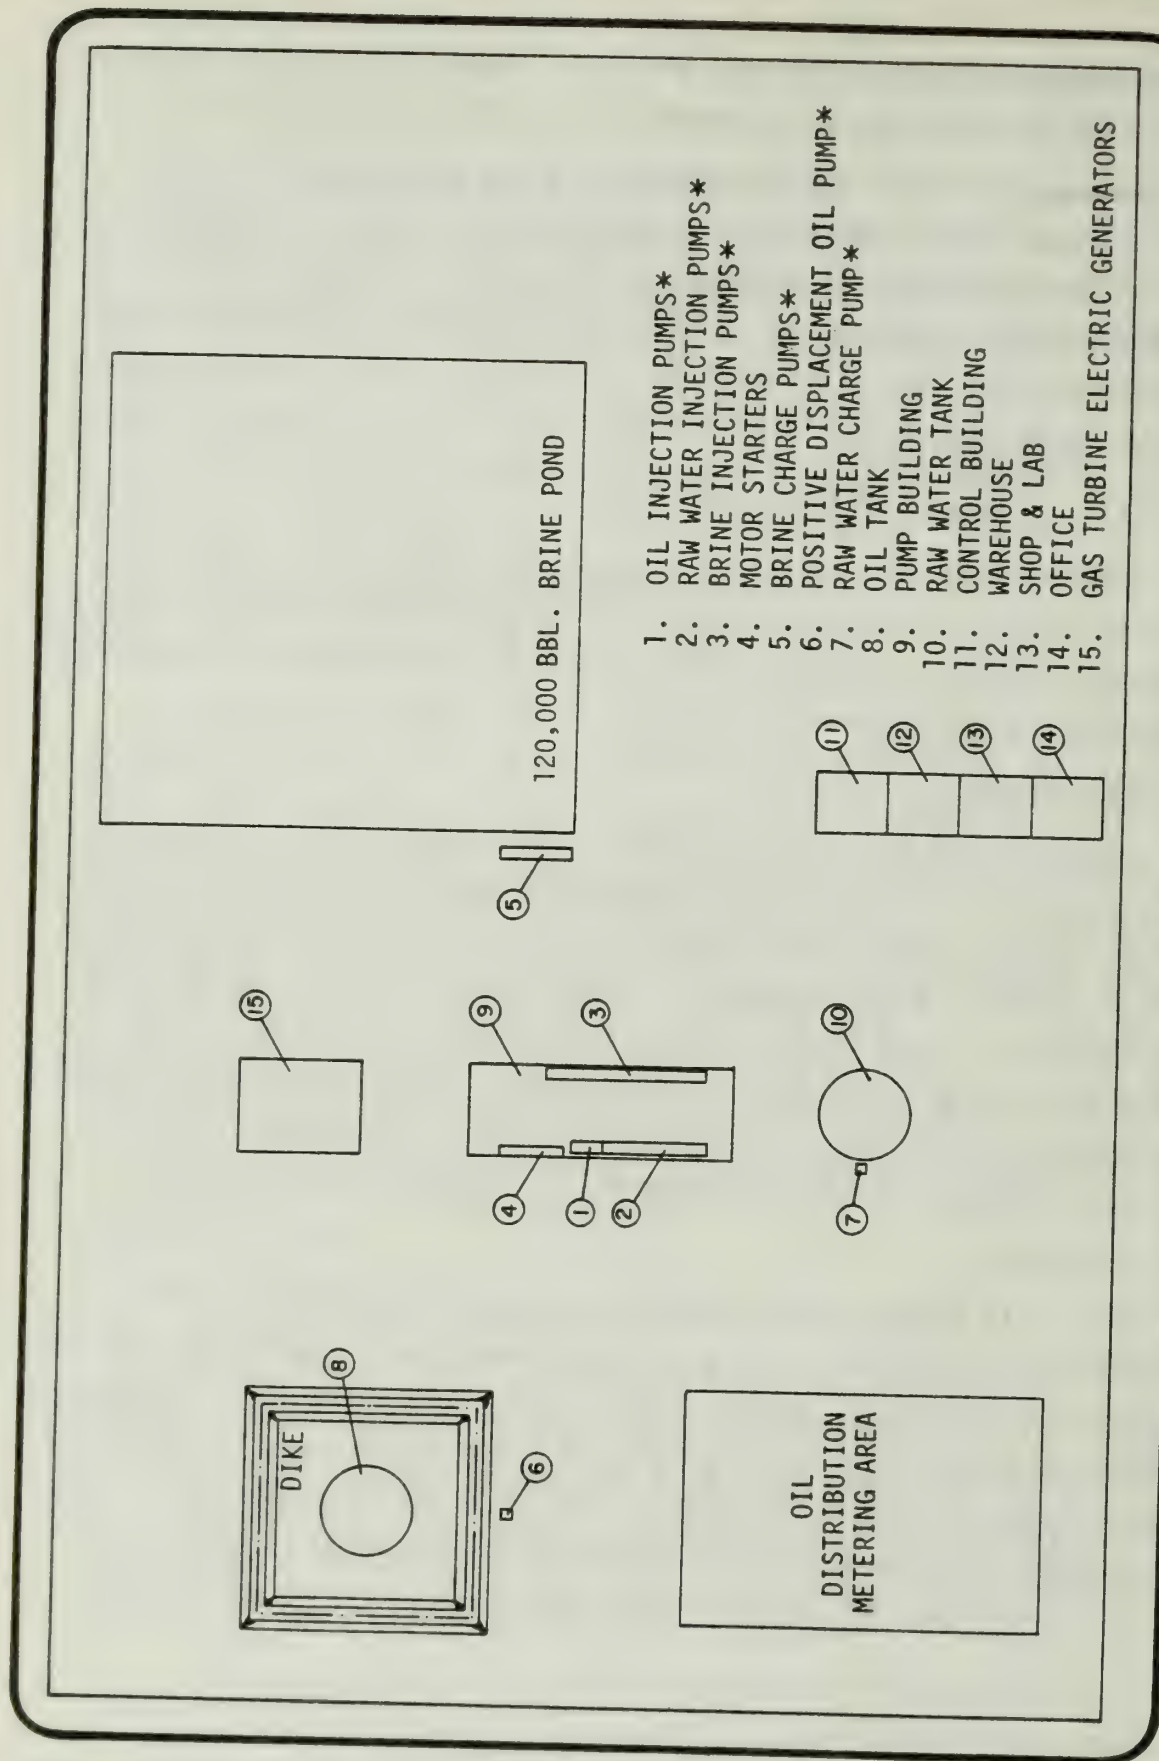 120,000 BBL. BRINE POND
15
5
9
3
4
1
2
10
7
DIKE
8
6
OIL
DISTRIBUTION
METERING AREA
11
12
13
14
1. OIL INJECTION PUMPS*
2. RAW WATER INJECTION PUMPS*
3. BRINE INJECTION PUMPS*
4. MOTOR STARTERS
5. BRINE CHARGE PUMPS*
6. POSITIVE DISPLACEMENT OIL PUMP*
7. RAW WATER CHARGE PUMP*
8. OIL TANK
9. PUMP BUILDING
10. RAW WATER TANK
11. CONTROL BUILDING
12. WAREHOUSE
13. SHOP & LAB
14. OFFICE
15. GAS TURBINE ELECTRIC GENERATORS